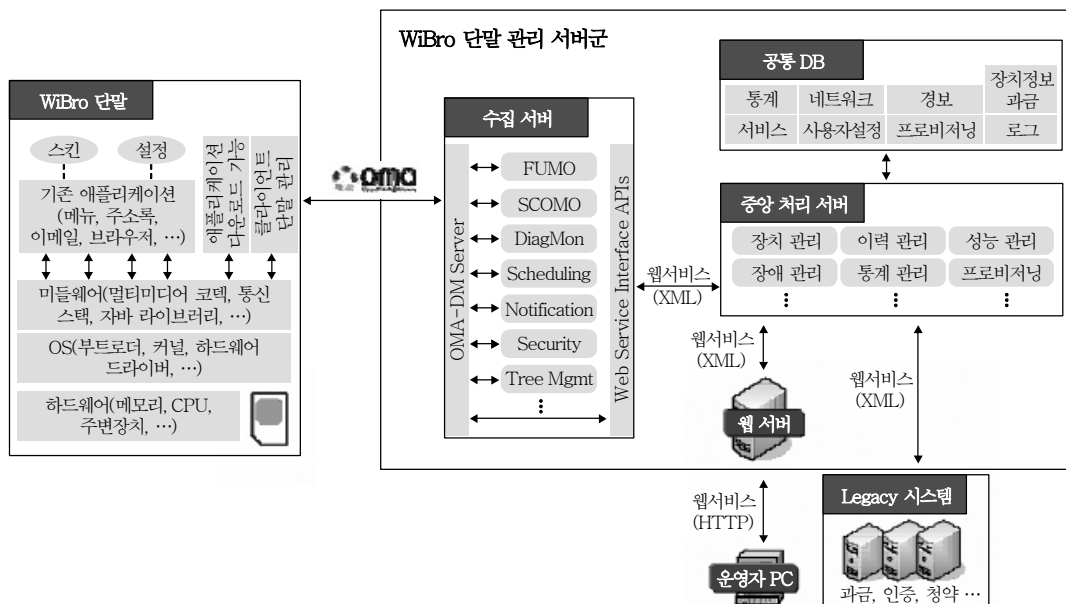 WiBro 단말 관리 서버군
WiBro 단말
스킨
설정
기존 애플리케이션
(메뉴, 주소록,
이메일, 브라우저, …)
애플리케이션
다운로드 가능
클라이언트
단말 관리
미들웨어(멀티미디어 코덱, 통신
스택, 자바 라이브러리, …)
OS(부트로더, 커널, 하드웨어
드라이버, …)
하드웨어(메모리, CPU,
주변장치, …)
oma
수집 서버
OMA-DM Server
FUMO
SCOMO
DiagMon
Scheduling
Notification
Security
Tree Mgmt
Web Service Interface APIs
웹서비스
(XML)
공통 DB
통계
네트워크
경보
장치정보
과금
서비스
사용자설정
프로비저닝
로그
중앙 처리 서버
장치 관리
이력 관리
성능 관리
장애 관리
통계 관리
프로비저닝
웹서비스
(XML)
웹서비스
(XML)
웹 서버
웹서비스
(HTTP)
운영자 PC
Legacy 시스템
과금, 인증, 청약 …